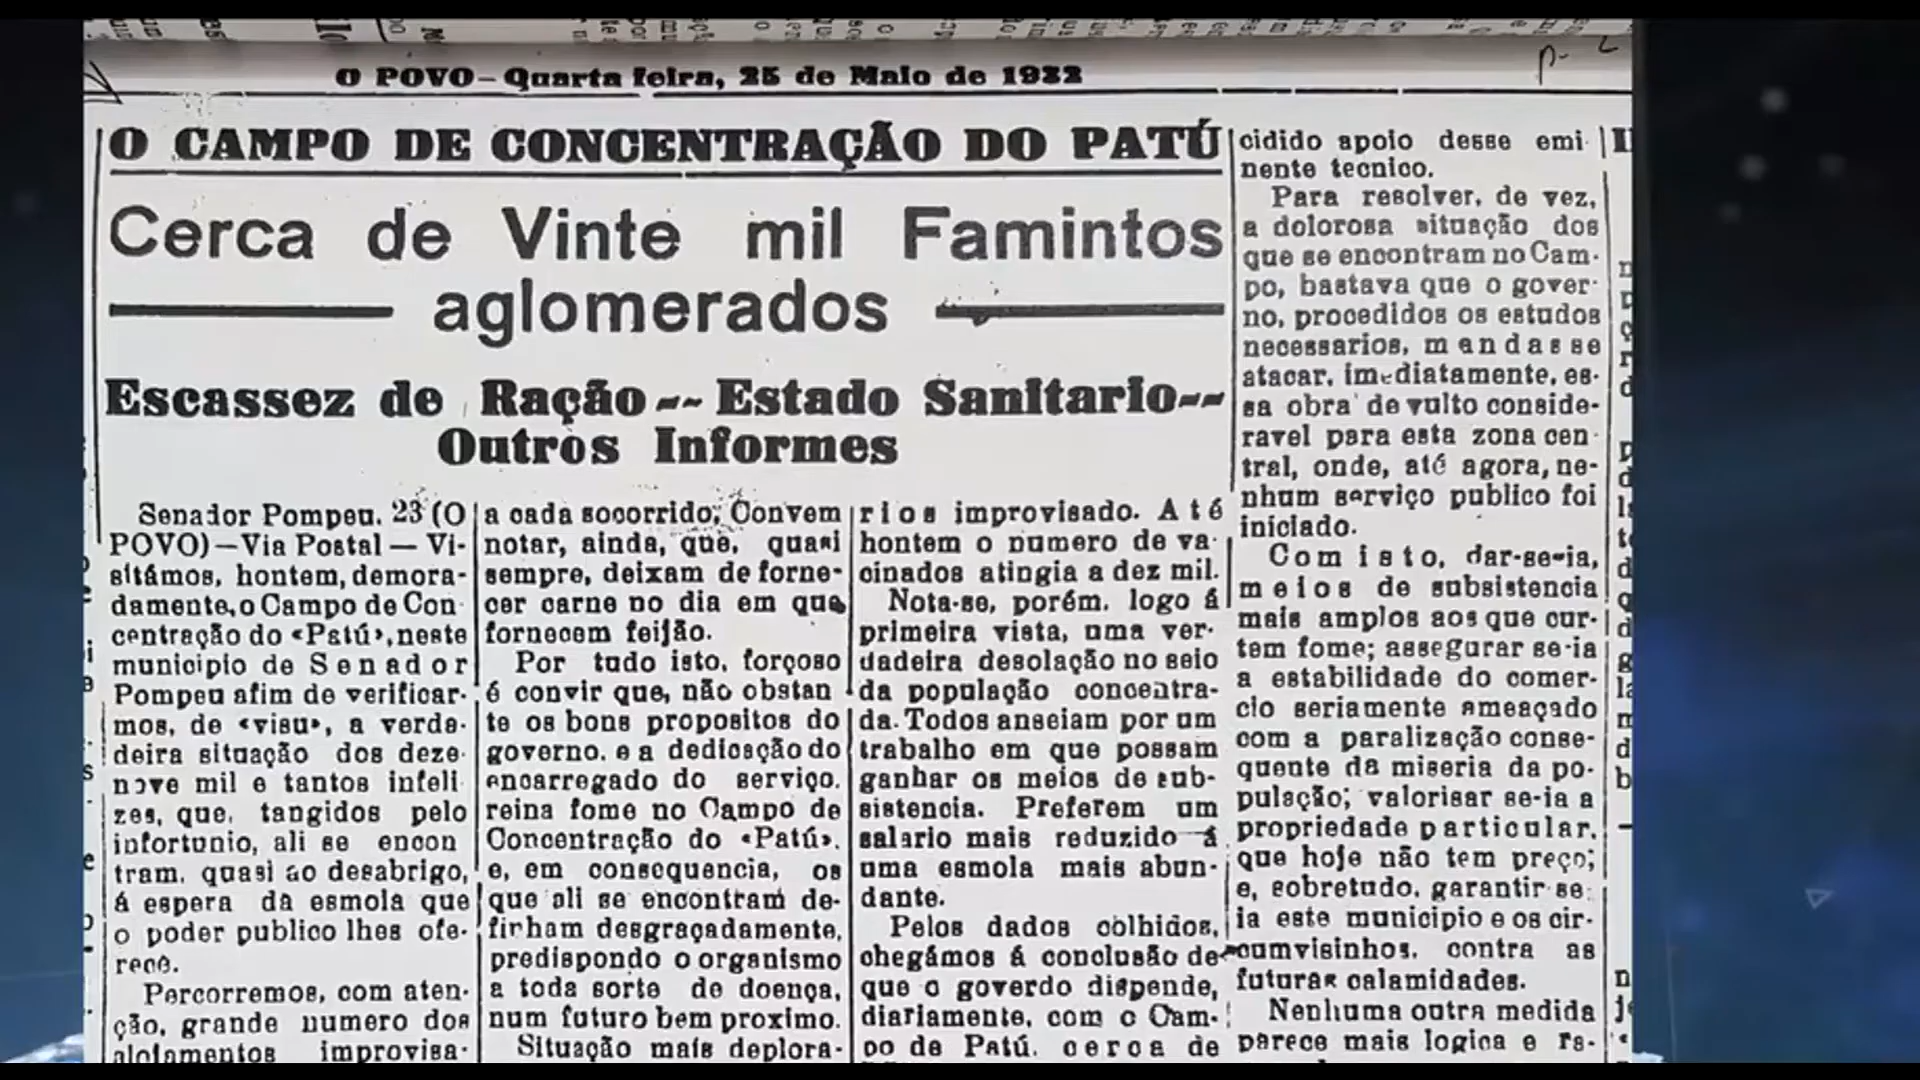 O POVO—Quarta feira, 25 de Maio de 1932
O CAMPO DE CONCENTRAÇÃO DO PATÚ
Cerca de Vinte mil Famintos
aglomerados
Escassez de Ração -- Estado Sanitario--
Outros Informes
Senador Pompeu. 23 (O
POVO)—Via Postal — Vi-
sitámos, hontem, demora-
damente, o Campo de Con
centração do «Patú», neste
municipio de Senador
Pompeu afim de verificar-
mos, de «visu», a verda-
deira situação dos deze-
nove mil e tantos infeli
zes, que, tangidos pelo
infortunio, ali se encon
tram, quasi ao desabrigo,
á espera da esmola que
o poder publico lhes ofe-
rece.
Percorremos, com aten-
ção, grande numero dos
alojamentos improvisa-
a cada socorrido; Convem
notar, ainda, que, quasi
sempre, deixam de forne-
cer carne no dia em que
fornecem feijão.
Por tudo isto, forçoso
é convir que, não obstan
te os bons propositos do
governo, e a dedicação do
encarregado do serviço,
reina fome no Campo de
Concentração do «Patú»,
e, em consequencia, os
que ali se encontram de-
finham desgraçadamente,
predispondo o organismo
a toda sorte de doença,
num futuro bem proximo.
Situação mais deplora-
rios improvisado. Até
hontem o numero de va-
cinados atingia a dez mil.
Nota-se, porém, logo á
primeira vista, uma ver-
dadeira desolação no seio
da população concentra-
da. Todos anseiam por um
trabalho em que possam
ganhar os meios de sub-
sistencia. Preferem um
salario mais reduzido á
uma esmola mais abun-
dante.
Pelos dados colhidos,
chegámos á conclusão de
que o goverdo dispende,
diariamente, com o Cam-
po de Patú, cerca de
cidido apoio desse emi-
nente tecnico.
Para resolver, de vez,
a dolorosa situação dos
que se encontram no Cam-
po, bastava que o gover-
no, procedidos os estudos
necessarios, mandasse
atacar, imediatamente, es-
sa obra de vulto conside-
ravel para esta zona cen-
tral, onde, até agora, ne-
nhum serviço publico foi
iniciado.
Com isto, dar-se-ia,
meios de subsistencia
mais amplos aos que cur-
tem fome; assegurar se-ia
a estabilidade do comer-
cio seriamente ameaçado
com a paralização conse-
quente da miseria da po-
pulação; valorisar se-ia a
propriedade particular,
que hoje não tem preço;
e, sobretudo, garantir se-
ia este municipio e os cir-
cumvisinhos, contra as
futuras calamidades.
Nenhuma outra medida
parece mais logica e ra-